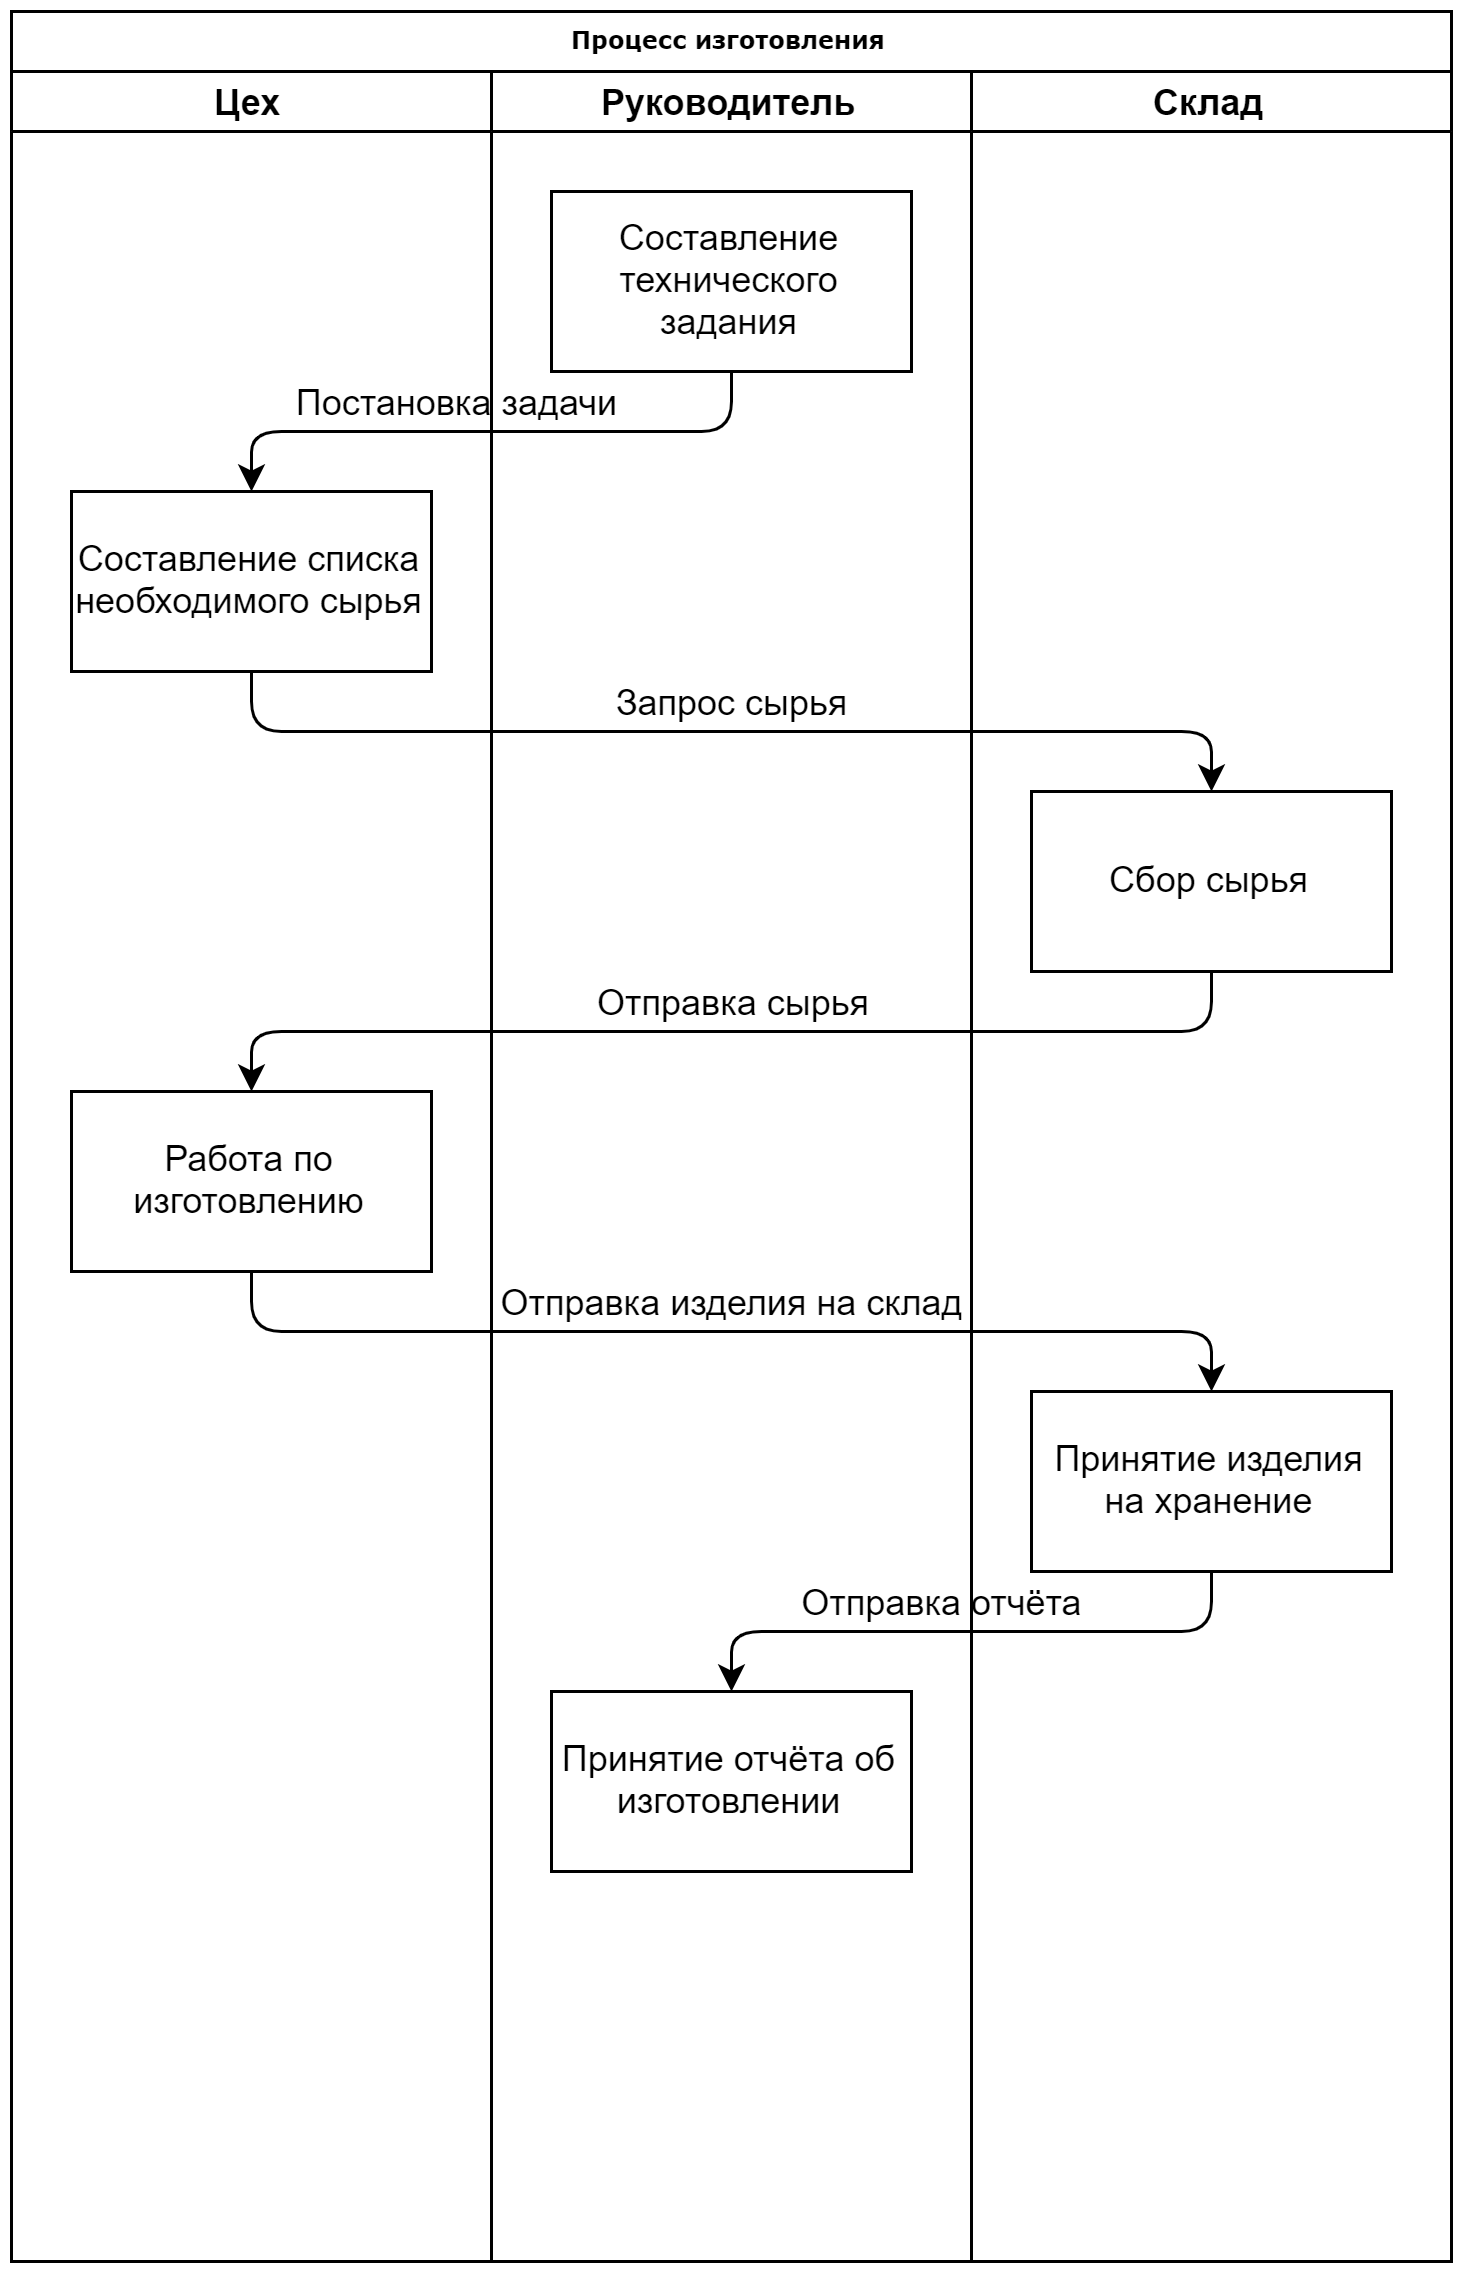 Процесс изготовления
Цех
Руководитель
Склад
Составление
технического
задания
Постановка задачи
Составление списка
необходимого сырья
Запрос сырья
Сбор сырья
Отправка сырья
Работа по
изготовлению
Отправка изделия на склад
Принятие изделия
на хранение
Отправка отчёта
Принятие отчёта об
изготовлении